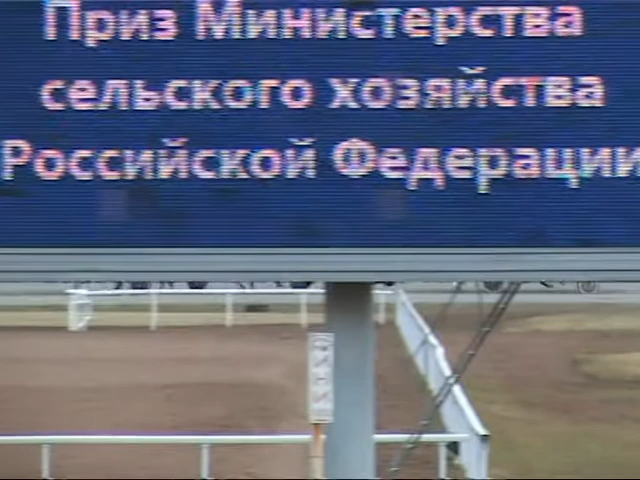 Приз Министерства
сельского хозяйства
Российской Федерации